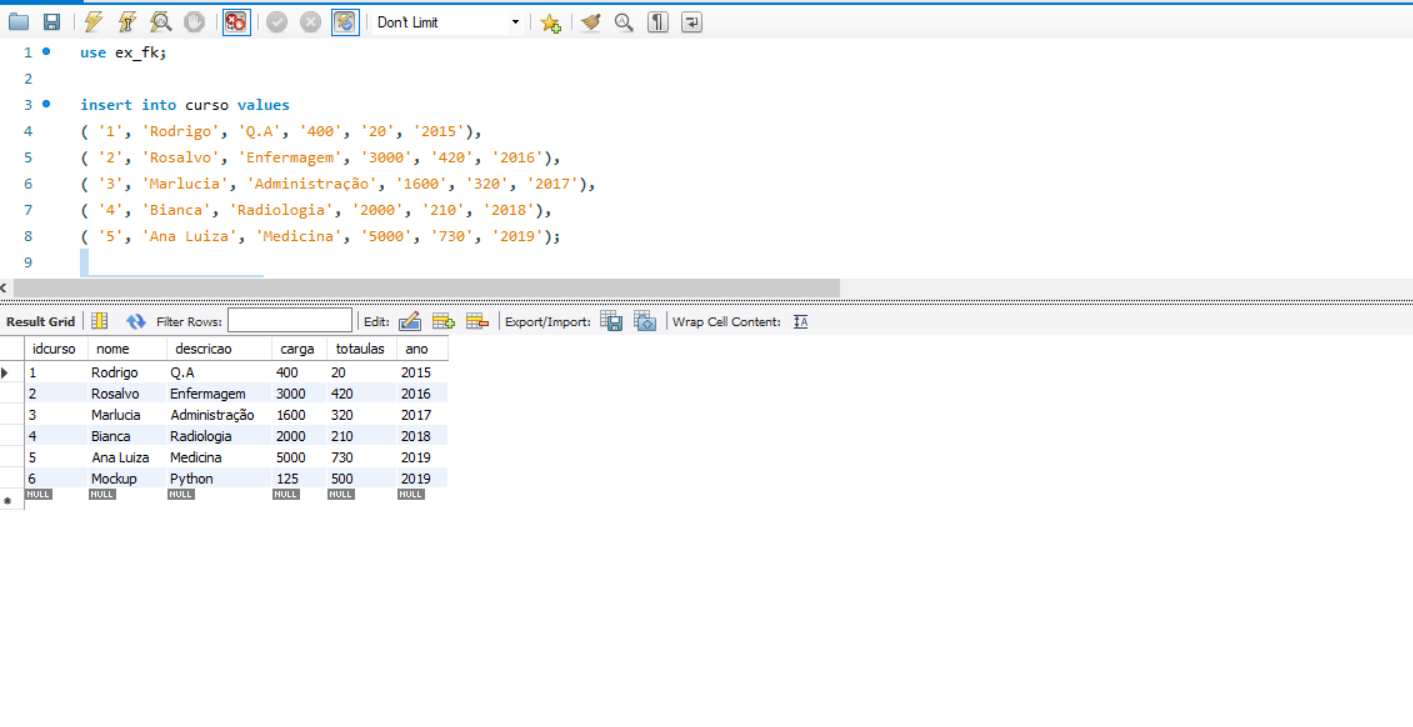 Don't Limit
1 use ex_fk;
2
3 insert into curso values
4 ( '1', 'Rodrigo', 'Q.A', '400', '20', '2015'),
5 ( '2', 'Rosalvo', 'Enfermagem', '3000', '420', '2016'),
6 ( '3', 'Marlucia', 'Administração', '1600', '320', '2017'),
7 ( '4', 'Bianca', 'Radiologia', '2000', '210', '2018'),
8 ( '5', 'Ana Luiza', 'Medicina', '5000', '730', '2019');
9
Result Grid Filter Rows: Edit: Export/Import: Wrap Cell Content: IA
idcurso nome descricao carga totaulas ano
1 Rodrigo Q.A 400 20 2015
2 Rosalvo Enfermagem 3000 420 2016
3 Marlucia Administração 1600 320 2017
4 Bianca Radiologia 2000 210 2018
5 Ana Luiza Medicina 5000 730 2019
6 Mockup Python 125 500 2019
NULL NULL NULL NULL NULL NULL